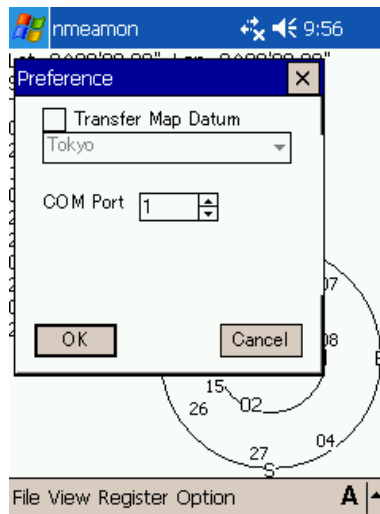 nmeamon 9:56
Preference
Transfer Map Datum
Tokyo
COM Port 1
OK Cancel
07
08
15
26 02
27 04
S
File View Register Option A